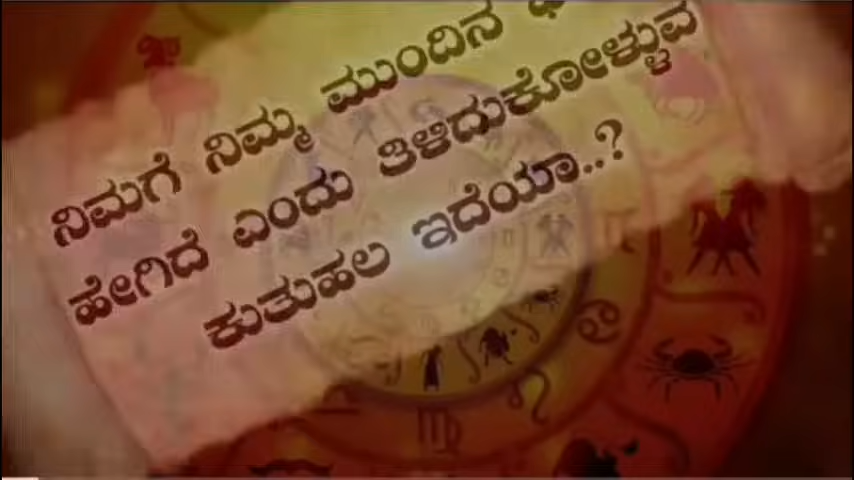 ನಿಮಗೆ ನಿಮ್ಮ ಮುಂದಿನ
ಹೇಗಿದೆ ಎಂದು ತಿಳಿದುಕೋಳ್ಳುವ
ಕುತುಹಲ ಇದೆಯಾ..?